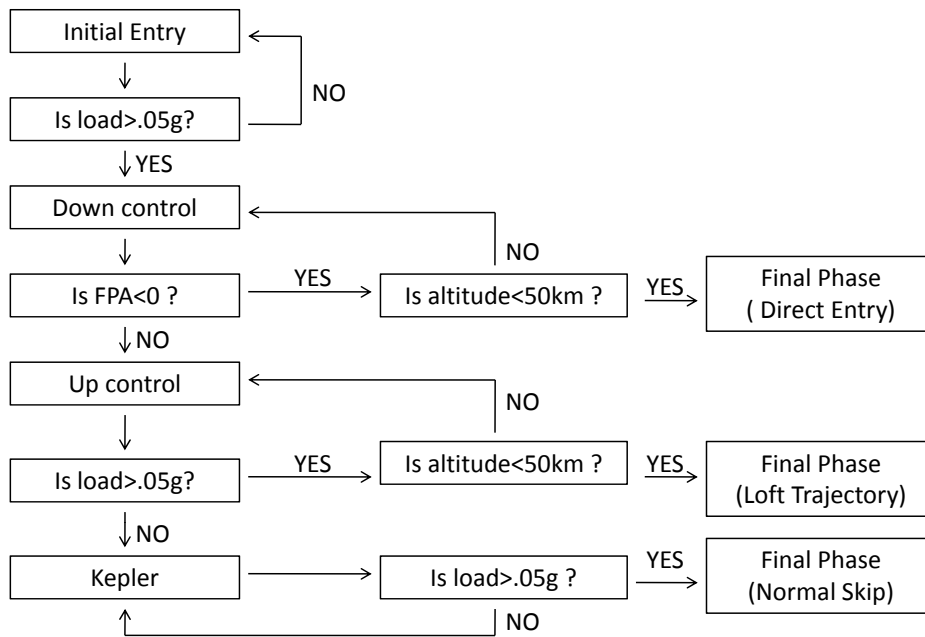 Initial Entry
NO
Is load>.05g?
YES
Down control
NO
Is FPA<0 ?
YES
Is altitude<50km ?
YES
Final Phase
( Direct Entry)
NO
Up control
NO
Is load>.05g?
YES
Is altitude<50km ?
YES
Final Phase
(Loft Trajectory)
NO
Kepler
Is load>.05g ?
YES
Final Phase
(Normal Skip)
NO